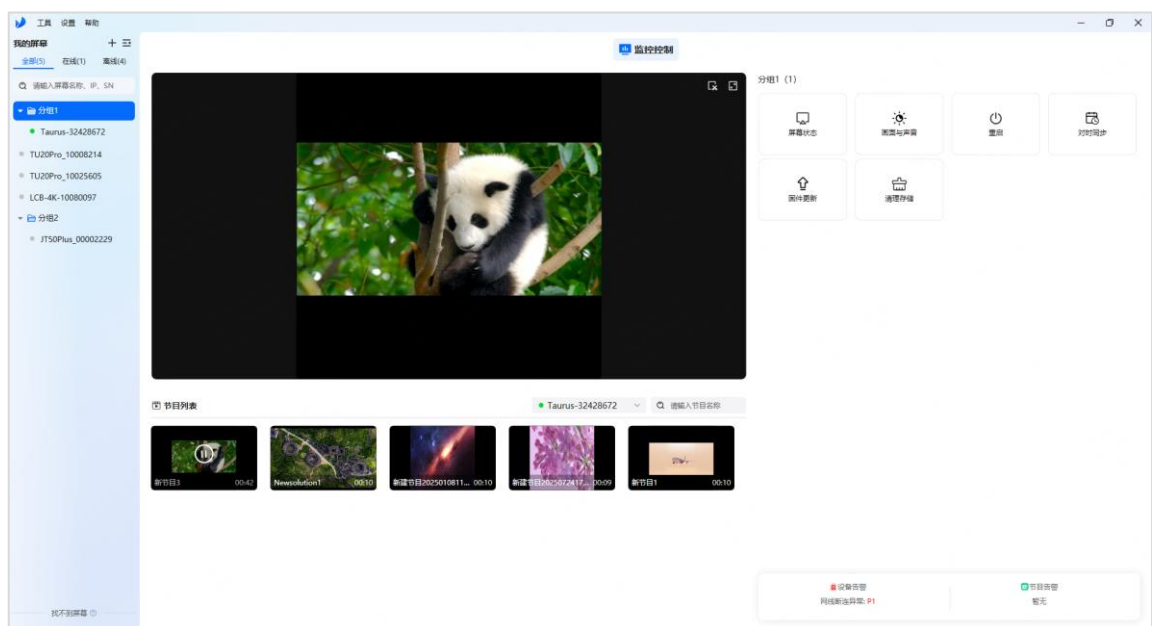 工具 设置 帮助
我的屏幕
全部(5) 在线(1) 离线(4)
请输入屏幕名称、IP、SN
分组1
Taurus-32428672
TU20Pro_10008214
TU20Pro_10025605
LCB-4K-10080097
分组2
JT50Plus_00002229
找不到屏幕
监控控制
节目列表
Taurus-32428672
请输入节目名称
新节目3 00:42
Newsolution1 00:10
新建节目2025010811... 00:10
新建节目2025072417... 00:09
新节目1 00:10
分组1 (1)
屏幕状态
画面与声音
重启
对时同步
固件更新
清理存储
设备告警
网线断连异常: P1
节目告警
暂无